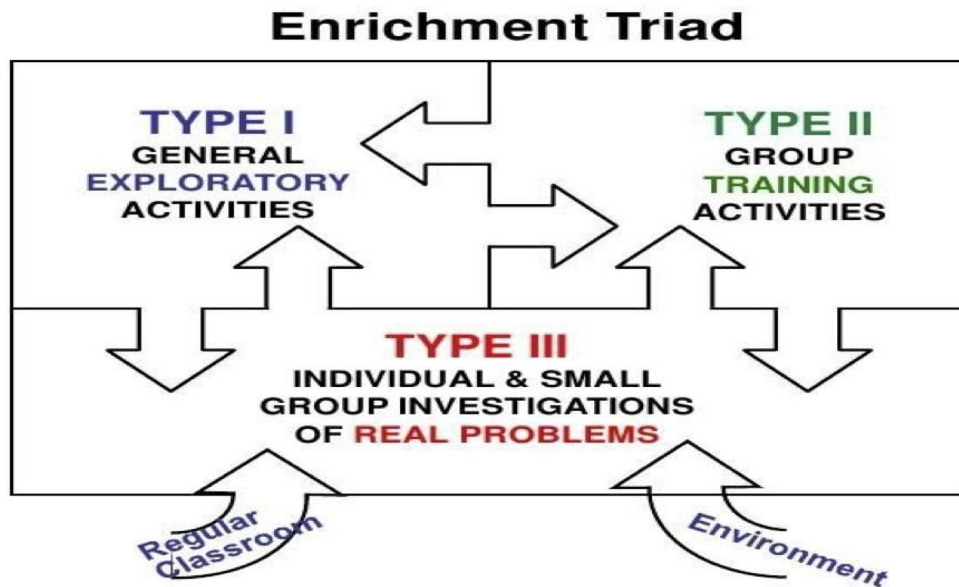 Enrichment Triad
TYPE I
GENERAL
EXPLORATORY
ACTIVITIES
TYPE II
GROUP
TRAINING
ACTIVITIES
TYPE III
INDIVIDUAL & SMALL
GROUP INVESTIGATIONS
OF REAL PROBLEMS
Regular
Classroom
Environment